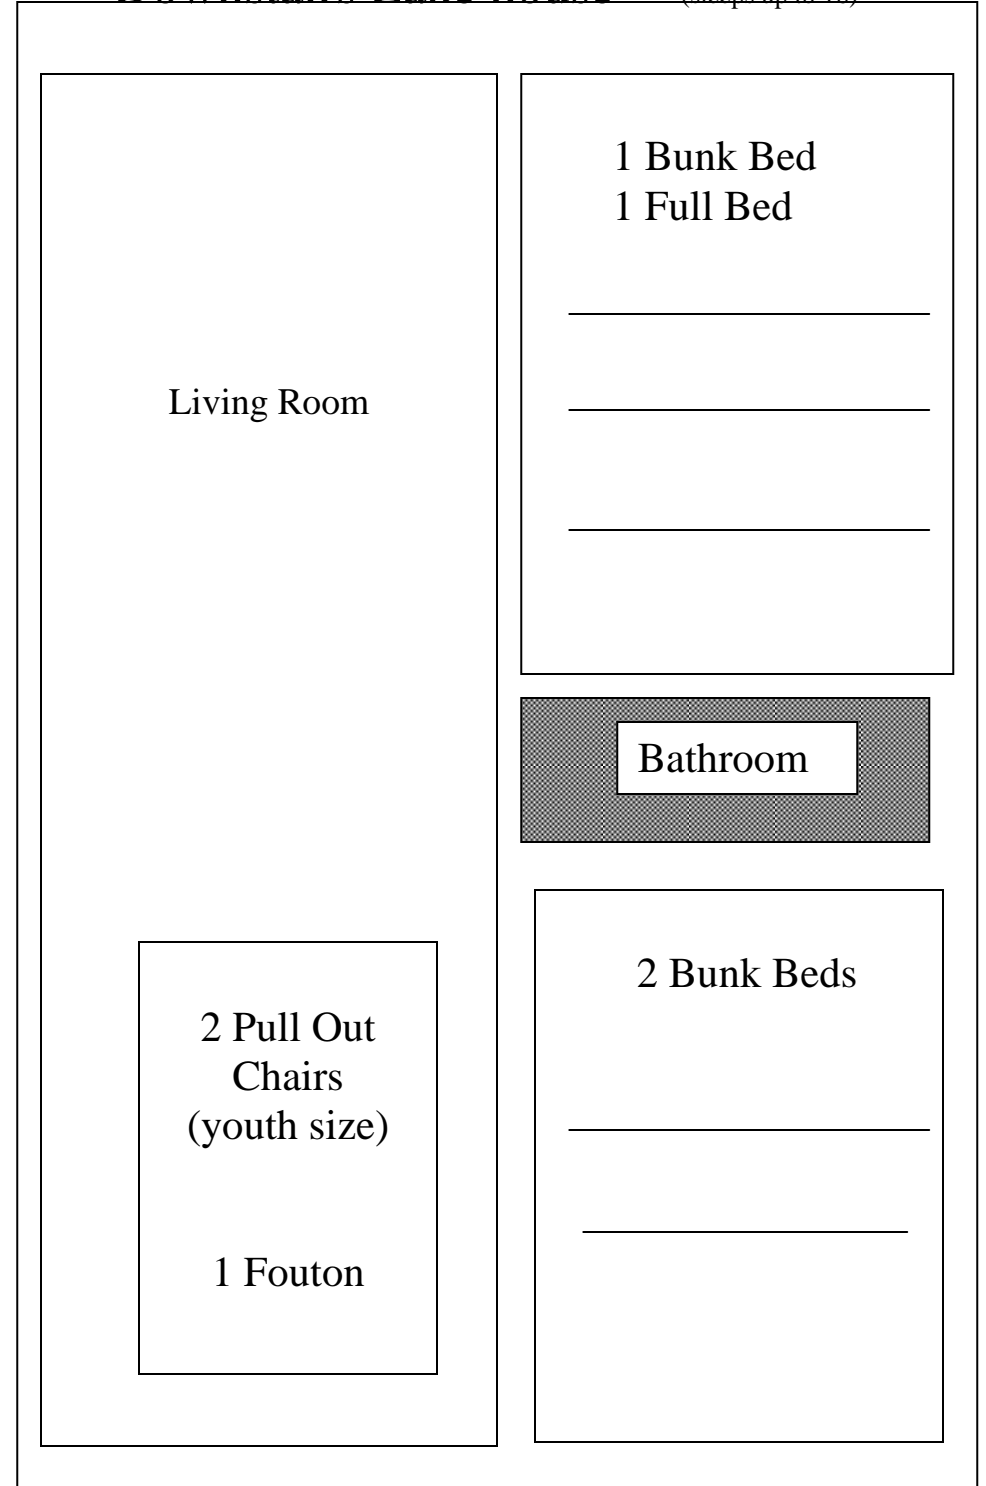 1 Bunk Bed
1 Full Bed
Living Room
Bathroom
2 Bunk Beds
2 Pull Out
Chairs
(youth size)
1 Fouton